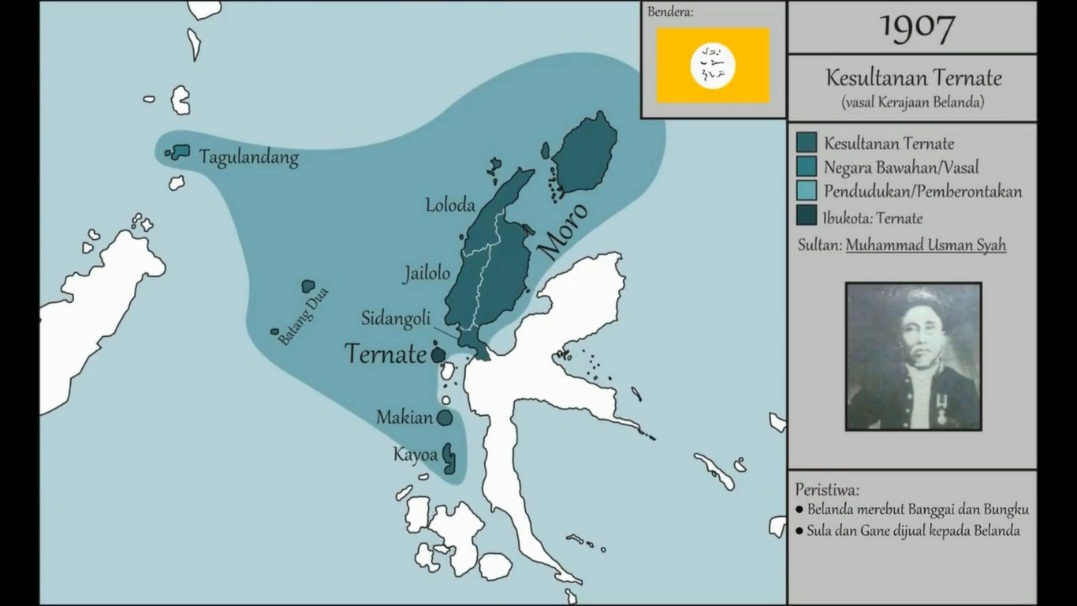 Bendera:
1907
Kesultanan Ternate
(vasal Kerajaan Belanda)
Kesultanan Ternate
Negara Bawahan/Vasal
Pendudukan/Pemberontakan
Ibukota: Ternate
Sultan: Muhammad Usman Syah
Tagulandang
Loloda
Moro
Jailolo
Batang Dua
Sidangoli
Ternate
Makian
Kayoa
Peristiwa:
● Belanda merebut Banggai dan Bungku
● Sula dan Gane dijual kepada Belanda